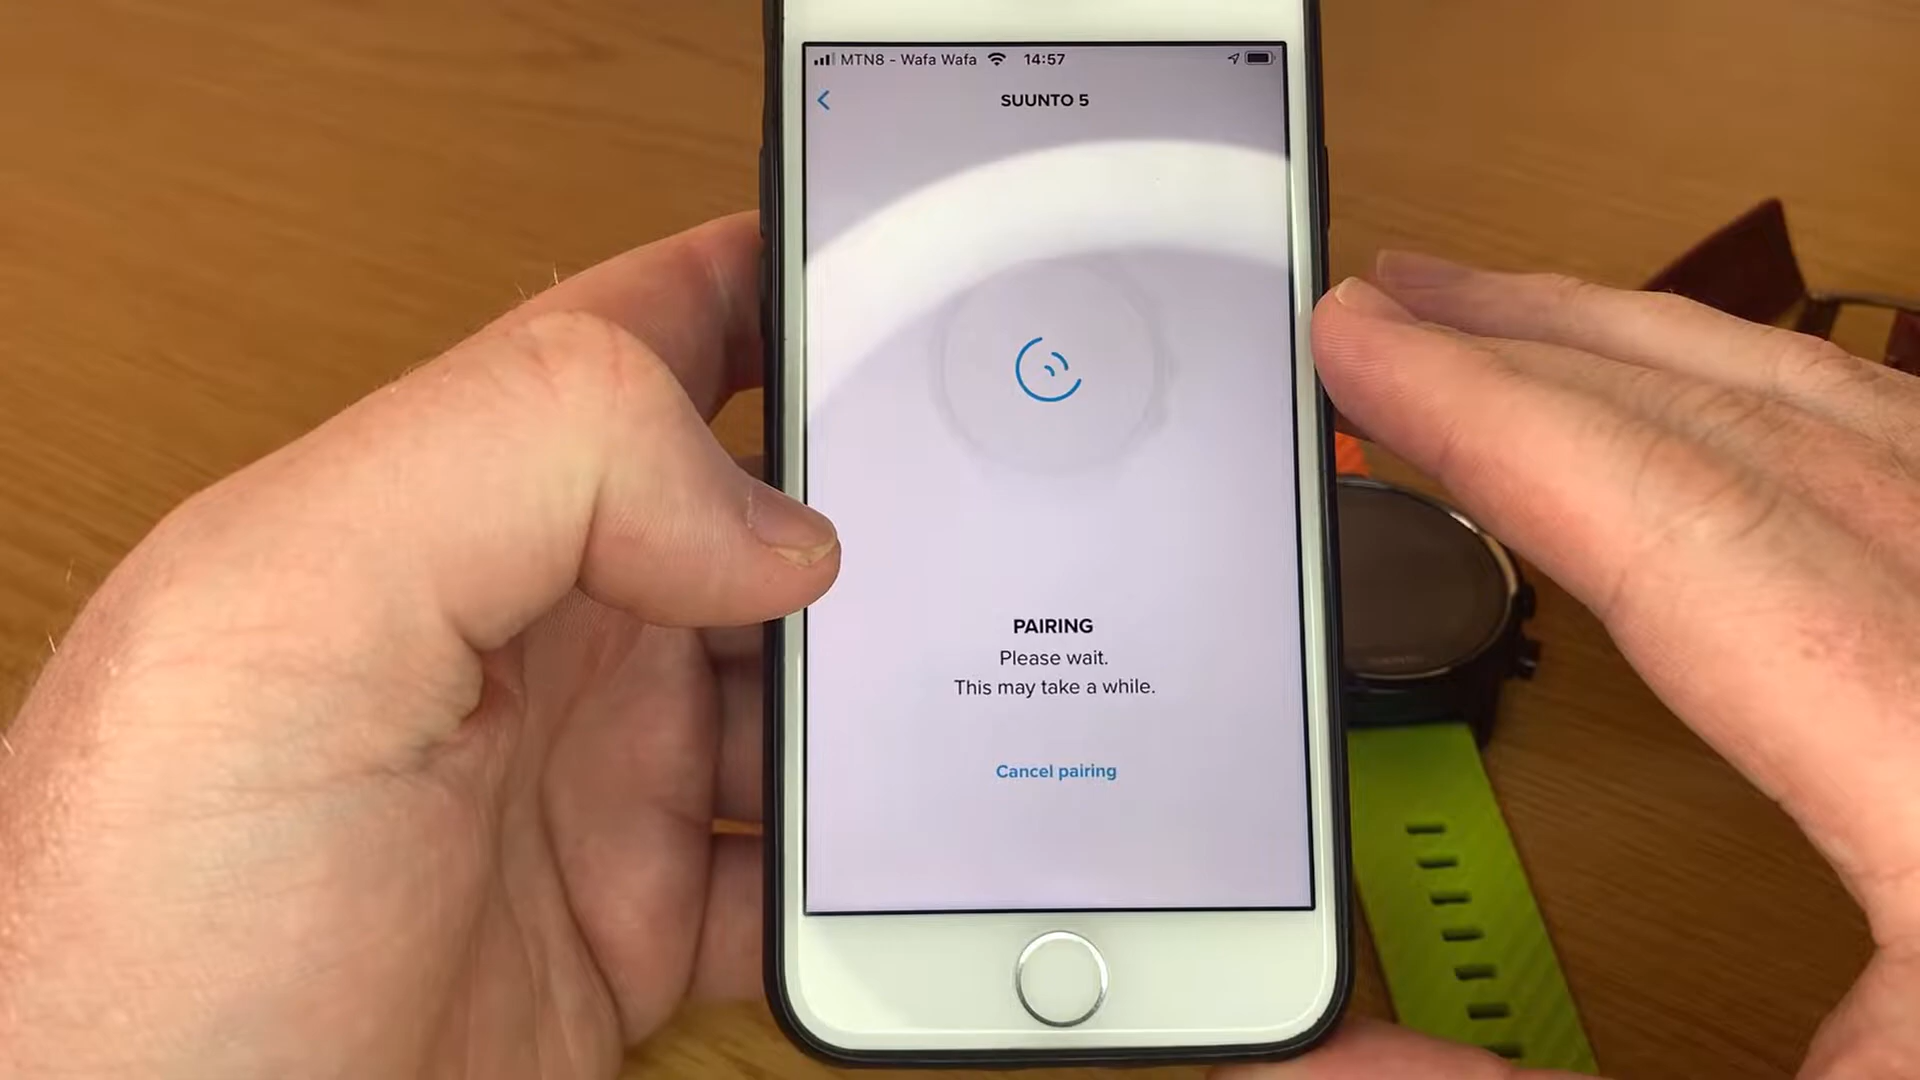 MTN8 - Wafa Wafa 14:57
SUUNTO 5
PAIRING
Please wait.
This may take a while.
Cancel pairing